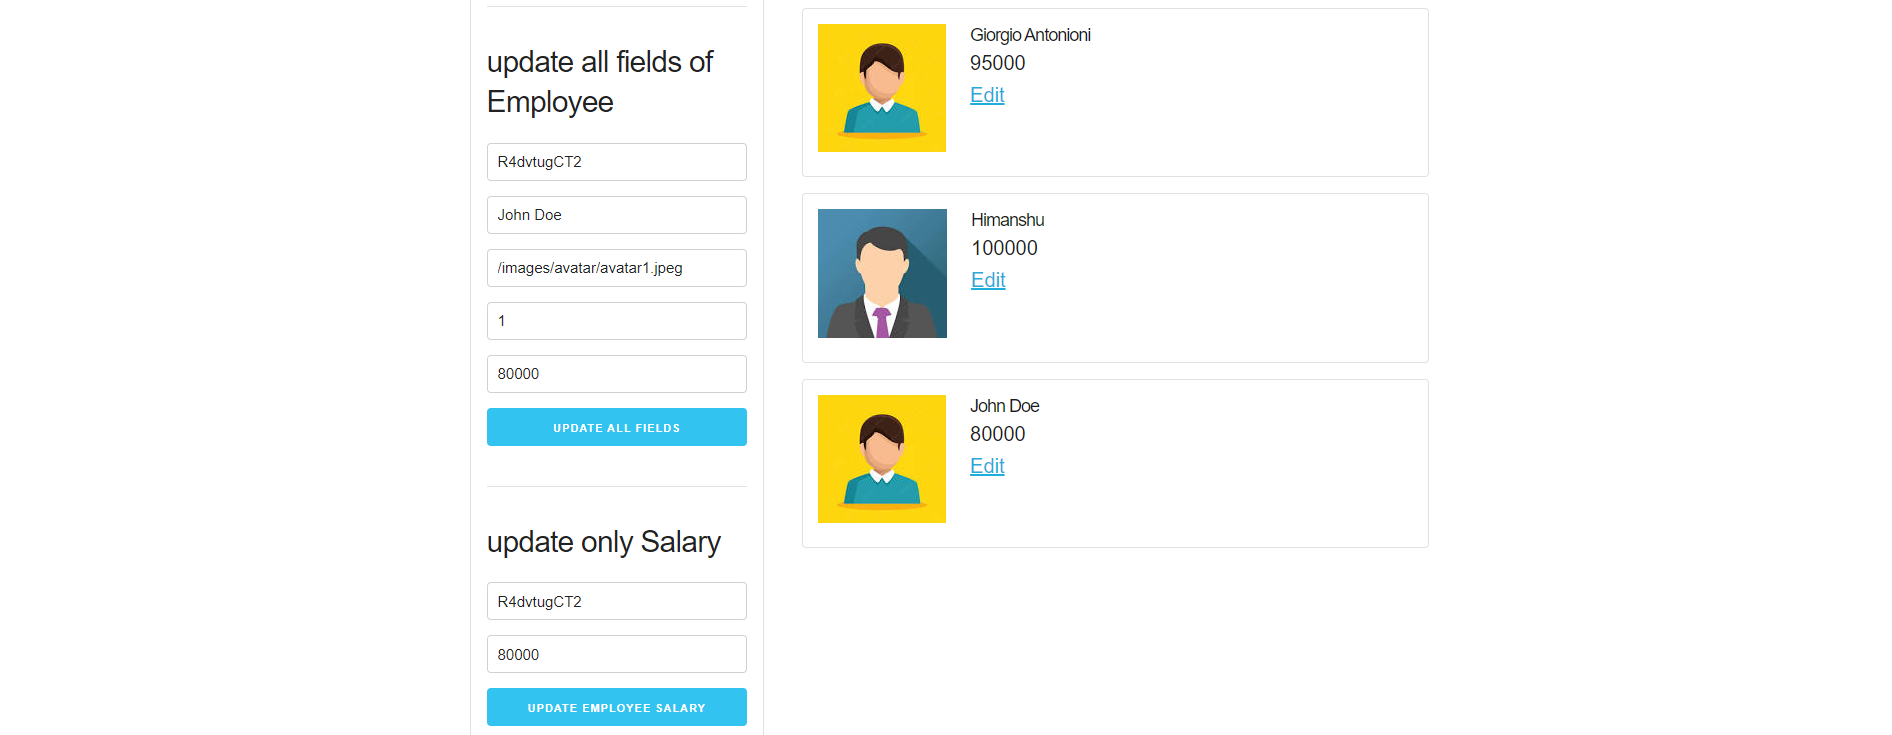 update all fields of
Employee
R4dvtugCT2
John Doe
/images/avatar/avatar1.jpeg
1
80000
UPDATE ALL FIELDS
update only Salary
R4dvtugCT2
80000
UPDATE EMPLOYEE SALARY
Giorgio Antonioni
95000
Edit
Himanshu
100000
Edit
John Doe
80000
Edit